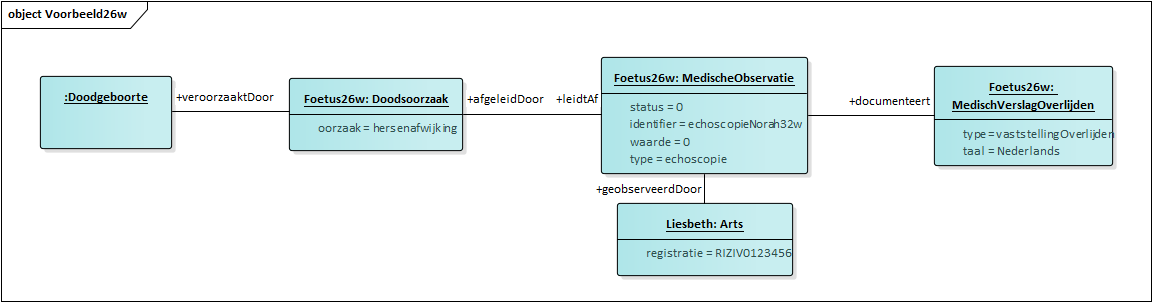 object Voorbeeld26w
:Doodgeboorte
+veroorzaaktDoor
Foetus26w: Doodsoorzaak
oorzaak = hersenafwijking
+afgeleidDoor
+leidtAf
Foetus26w: MedischeObservatie
status = 0
identifier = echoscopieNorah32w
waarde = 0
type = echoscopie
+documenteert
Foetus26w:
MedischVerslagOverlijden
type=vaststellingOverlijden
taal = Nederlands
+geobserveerdDoor
Liesbeth: Arts
registratie = RIZIV0123456